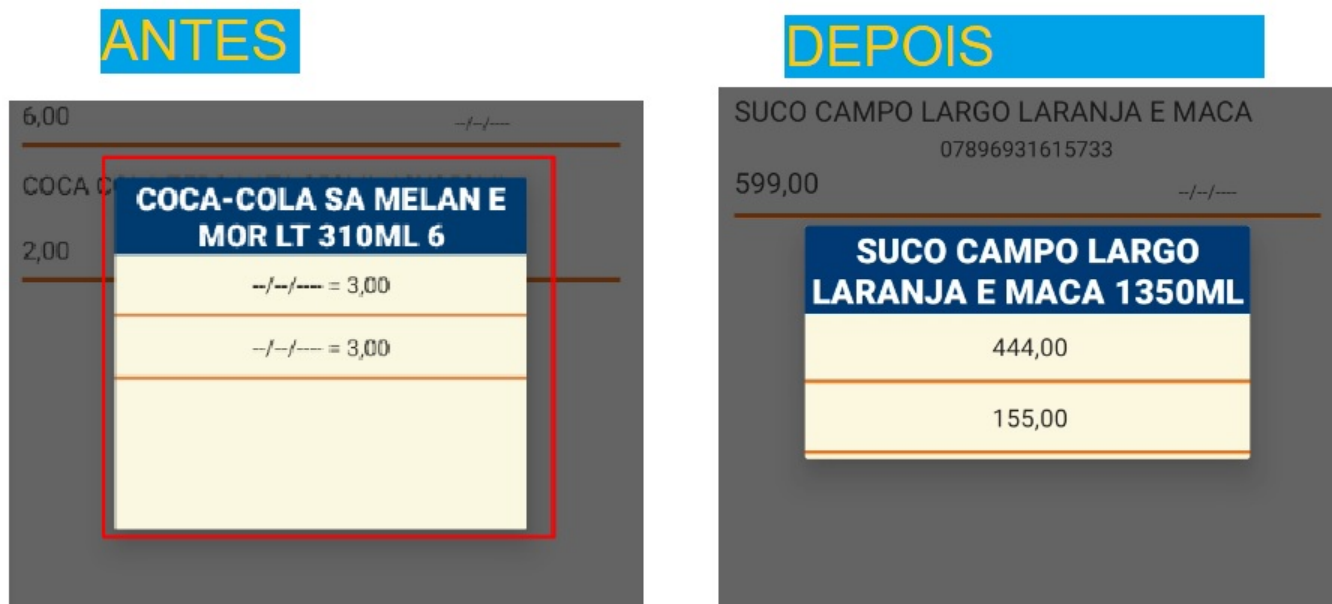 ANTES
6,00
--/--/----
COCA C
COCA-COLA SA MELAN E
MOR LT 310ML 6
2,00
--/--/---- = 3,00
--/--/---- = 3,00
DEPOIS
SUCO CAMPO LARGO LARANJA E MACA
07896931615733
599,00
--/--/----
SUCO CAMPO LARGO
LARANJA E MACA 1350ML
444,00
155,00